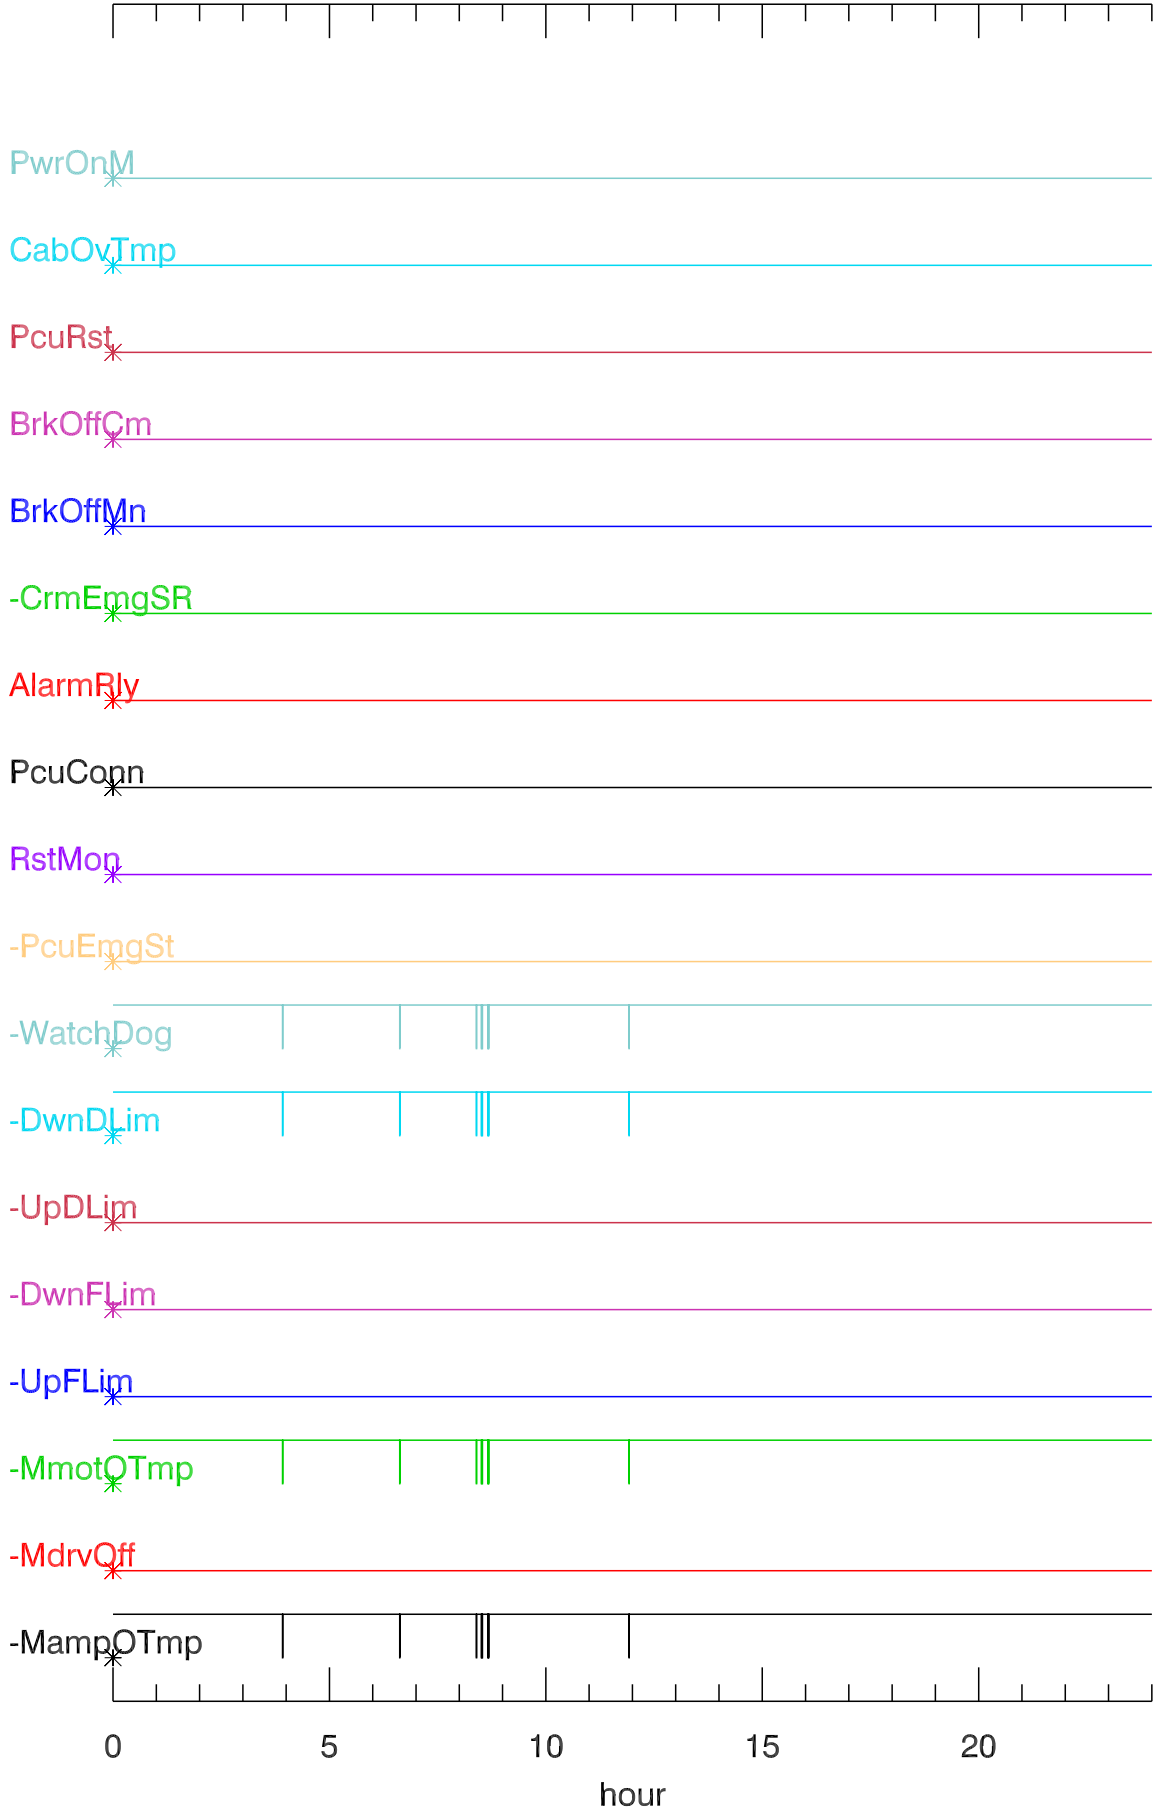 PwrOnM
CabOvTmp
PcuRst
BrkOffCm
BrkOffMn
-CrmEmgSR
AlarmRly
PcuConn
RstMon
-PcuEmgSt
-WatchDog
-DwnDLim
-UpDLim
-DwnFLim
-UpFLim
-MmotOTmp
-MdrvOff
-MampOTmp
0 5 10 15 20
hour